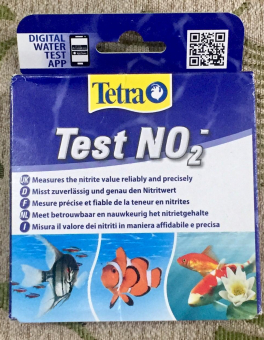 DIGITAL
WATER
TEST
APP
Tetra
Test NO₂⁻
UK Measures the nitrite value reliably and precisely
D Misst zuverlässig und genau den Nitritwert
F Mesure précise et fiable de la teneur en nitrites
NL Meet betrouwbaar en nauwkeurig het nitrietgehalte
I Misura il valore dei nitriti in maniera affidabile e precisa